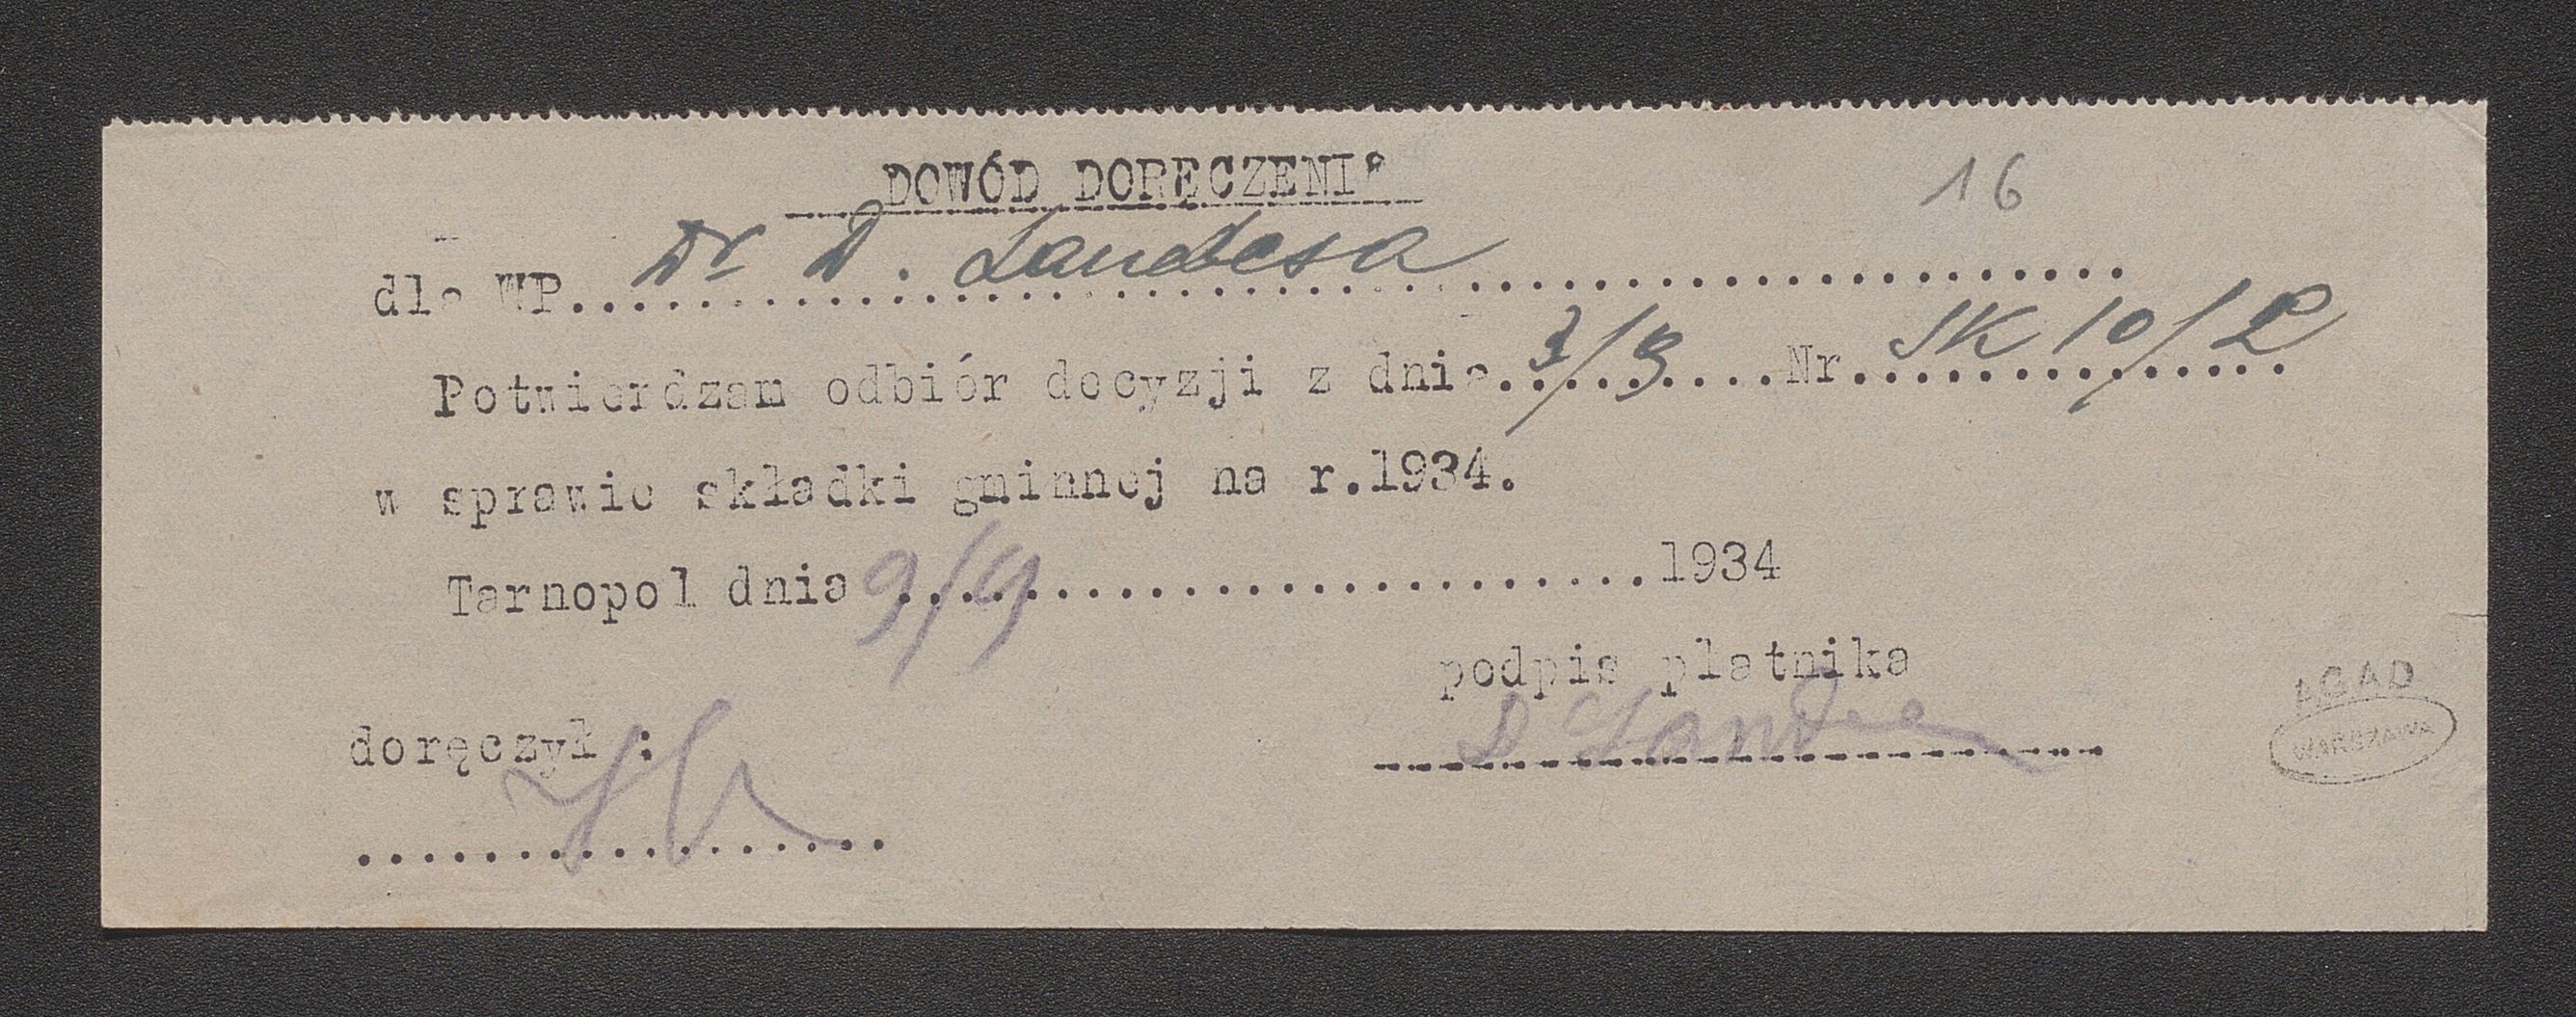 DOWÓD DORĘCZENIA
16
dla WP. Dr D. Landesa
Potwierdzam odbiór decyzji z dnia 3/9 Nr. SK 10/L
w sprawie składki gminnej na r.1934.
Tarnopol dnia 9/9 1934
podpis płatnika
D Landes
doręczył :
AGAD
WARSZAWA